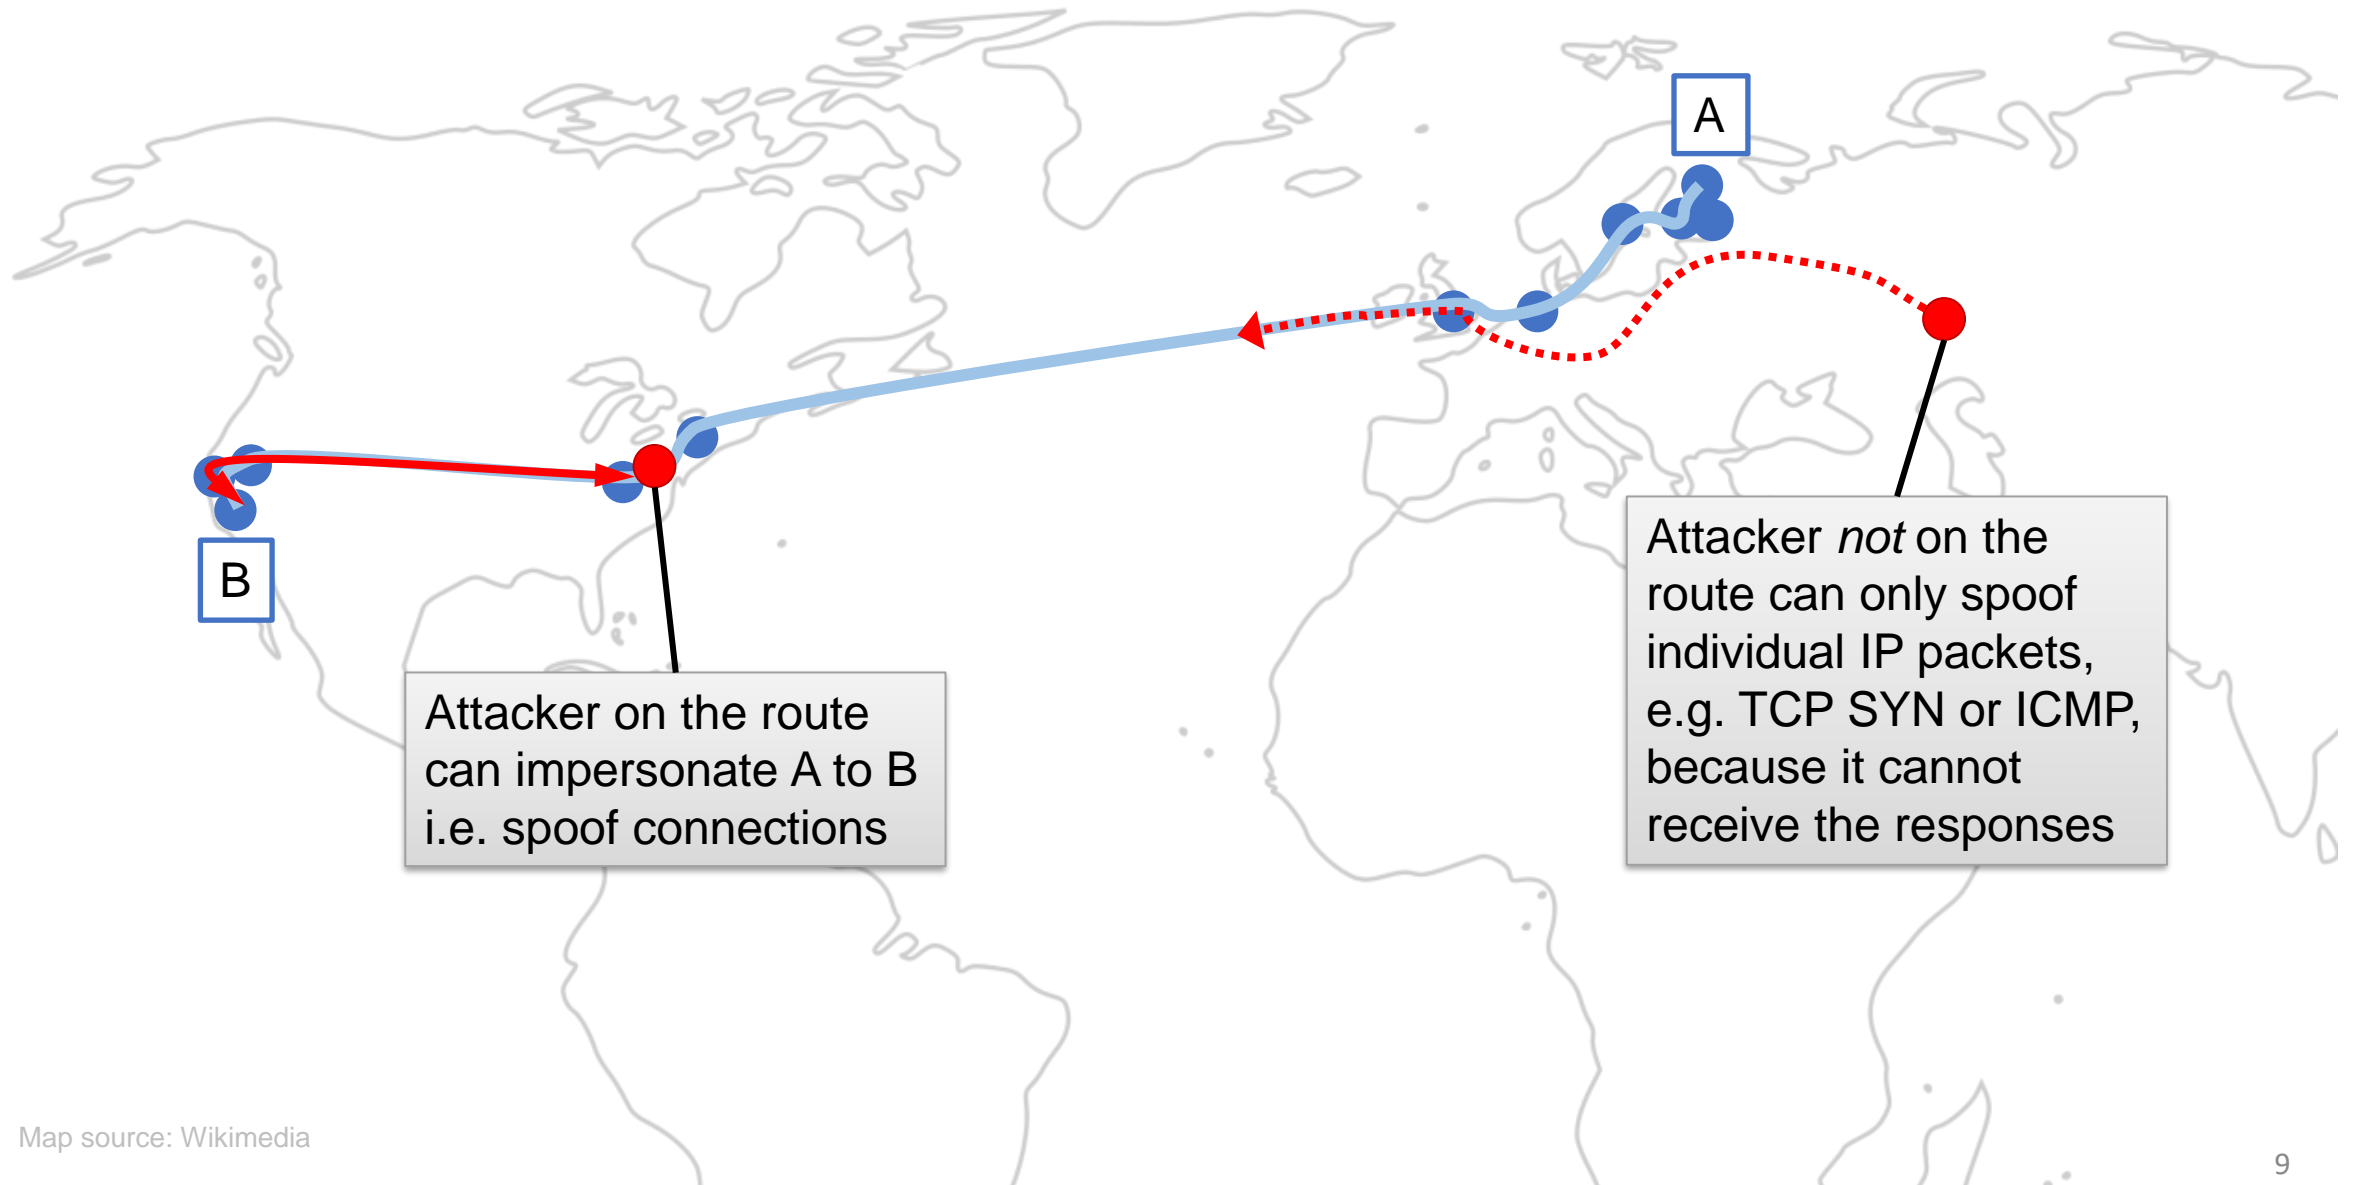 A
B
Attacker on the route
can impersonate A to B
i.e. spoof connections
Attacker not on the
route can only spoof
individual IP packets,
e.g. TCP SYN or ICMP,
because it cannot
receive the responses
Map source: Wikimedia
9